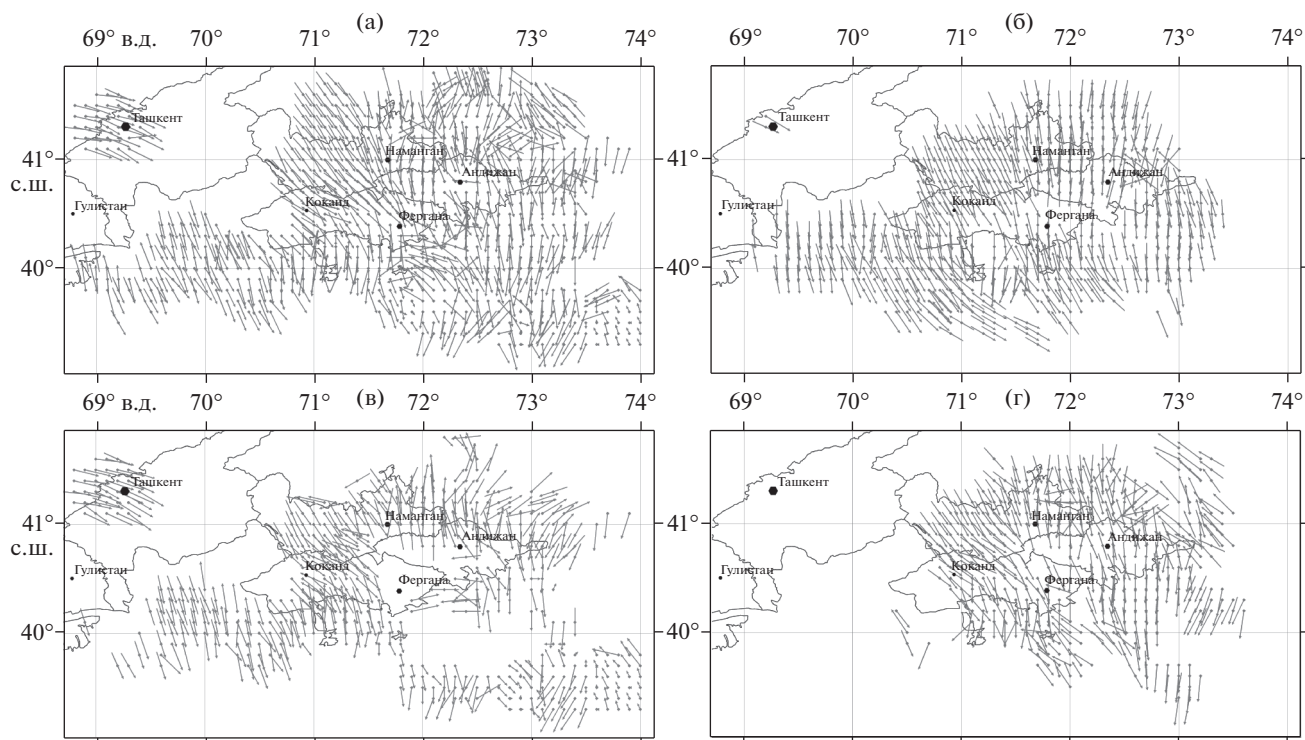 (а)
(б)
69° в.д. 70° 71° 72° 73° 74°
69° 70° 71° 72° 73° 74°
Ташкент
Ташкент
41°
с.ш.
Наманган
Андижан
Наманган
Андижан
Гулистан
Коканд
Фергана
Гулистан
Коканд
Фергана
40°
(в)
(г)
69° в.д. 70° 71° 72° 73° 74°
69° 70° 71° 72° 73° 74°
41°
40°
Ташкент
Ташкент
41°
с.ш.
Наманган
Андижан
41°
Наманган
Андижан
Гулистан
Коканд
Фергана
Гулистан
Коканд
Фергана
40°
40°